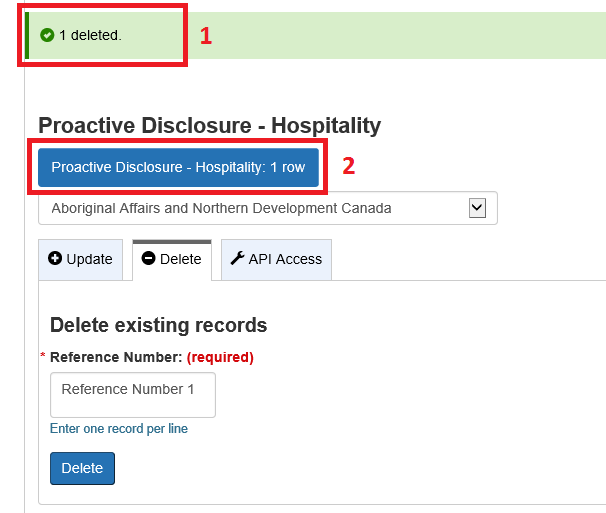 1 deleted.
1
Proactive Disclosure - Hospitality
Proactive Disclosure - Hospitality: 1 row
2
Aboriginal Affairs and Northern Development Canada
Update Delete API Access
Delete existing records
* Reference Number: (required)
Reference Number 1
Enter one record per line
Delete